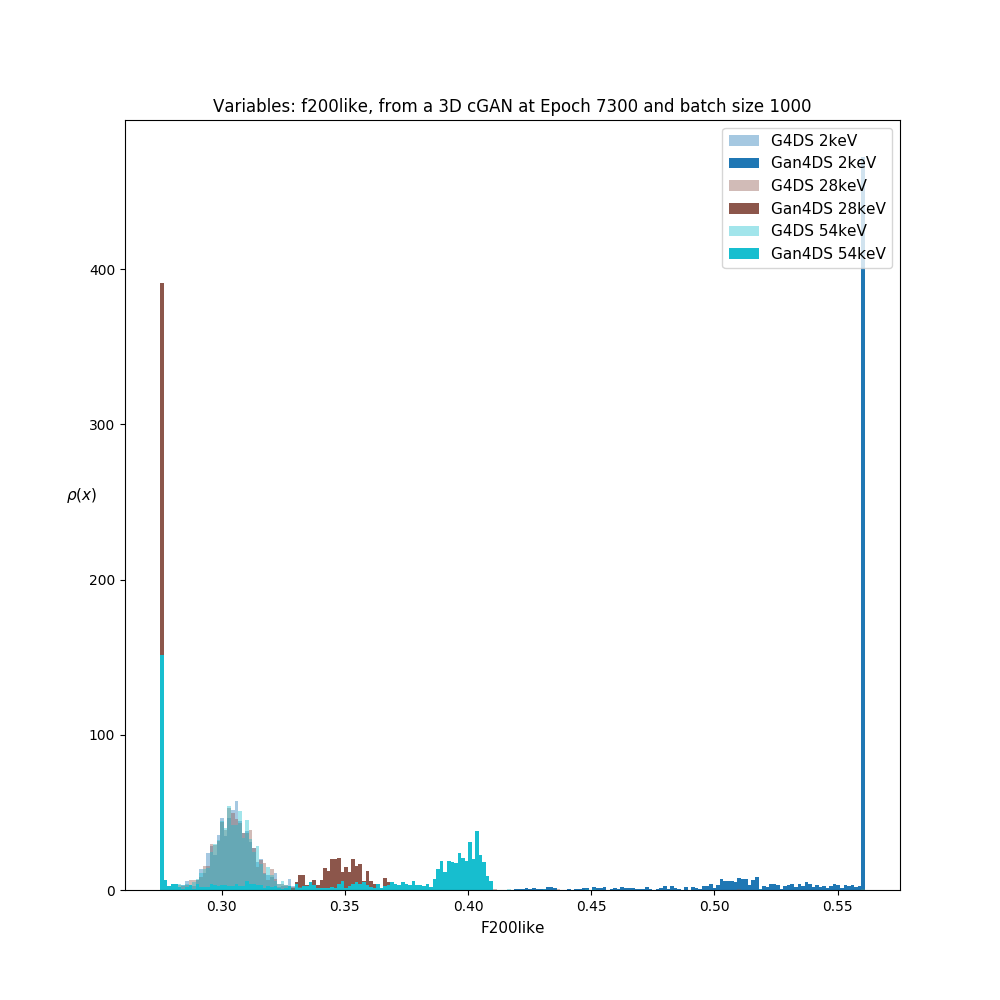 Variables: f200like, from a 3D cGAN at Epoch 7300 and batch size 1000
G4DS 2keV
Gan4DS 2keV
G4DS 28keV
Gan4DS 28keV
G4DS 54keV
Gan4DS 54keV
400
300
ρ(x)
200
100
0
0.30 0.35 0.40 0.45 0.50 0.55
F200like